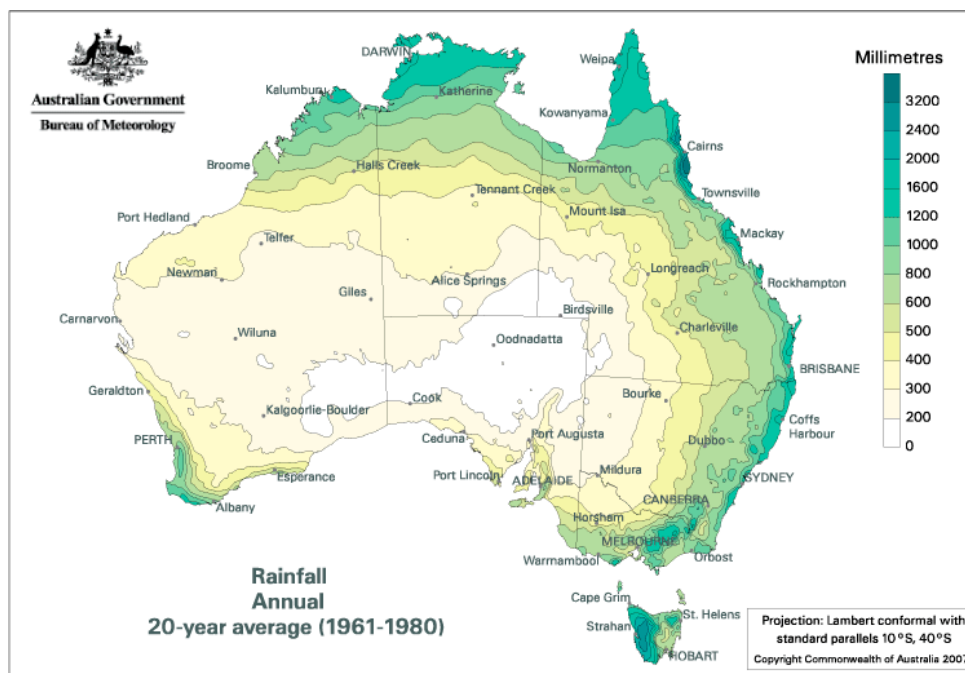 Australian Government
Bureau of Meteorology
DARWIN
Weipa
Kalumburu
Katherine
Kowanyama
Cairns
Broome
Halls Creek
Normanton
Tennant Creek
Townsville
Port Hedland
Mount Isa
Mackay
Telfer
Newman
Alice Springs
Longreach
Rockhampton
Giles
Carnarvon
Birdsville
Wiluna
Oodnadatta
Charleville
BRISBANE
Geraldton
Cook
Bourke
Kalgoorlie-Boulder
Coffs
Harbour
PERTH
Ceduna
Port Augusta
Dubbo
Esperance
Port Lincoln
ADELAIDE
Mildura
SYDNEY
Albany
CANBERRA
Horsham
MELBOURNE
Warrnambool
Orbost
Cape Grim
St. Helens
Strahan
HOBART
Millimetres
3200
2400
2000
1600
1200
1000
800
600
500
400
300
200
0
Rainfall
Annual
20-year average (1961-1980)
Projection: Lambert conformal with
standard parallels 10°S, 40°S
Copyright Commonwealth of Australia 2007